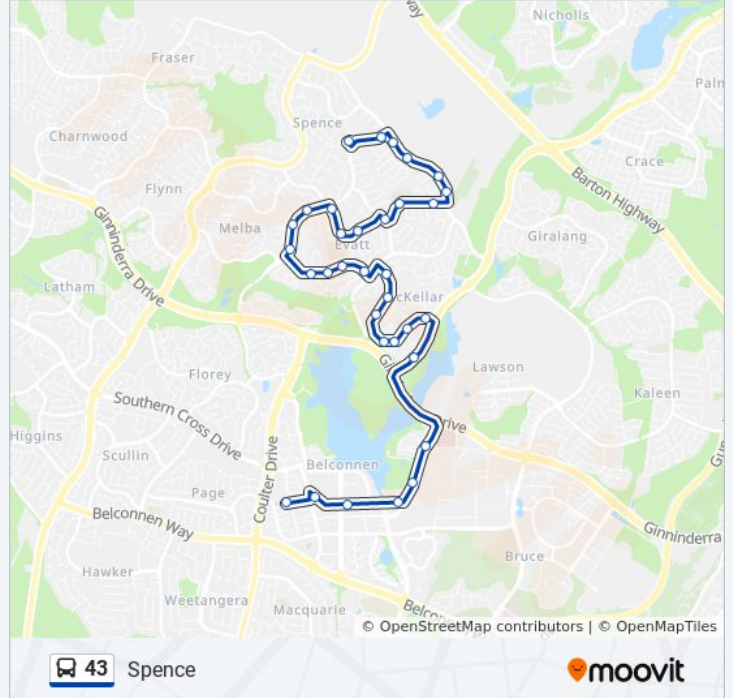 way
Nicholls
Fraser
Palm
Spence
Charnwood
Crace
Flynn
Barton Highway
Ginninderra Drive
Melba
Evatt
Giralang
Latham
McKellar
Lawson
Florey
Kaleen
Southern Cross Drive
Higgins
Scullin
Coulter Drive
Belconnen
Page
Belconnen Way
Ginninderra
Bruce
Hawker
Weetangera
Macquarie
© OpenStreetMap contributors | © OpenMapTiles
43 Spence
moovit